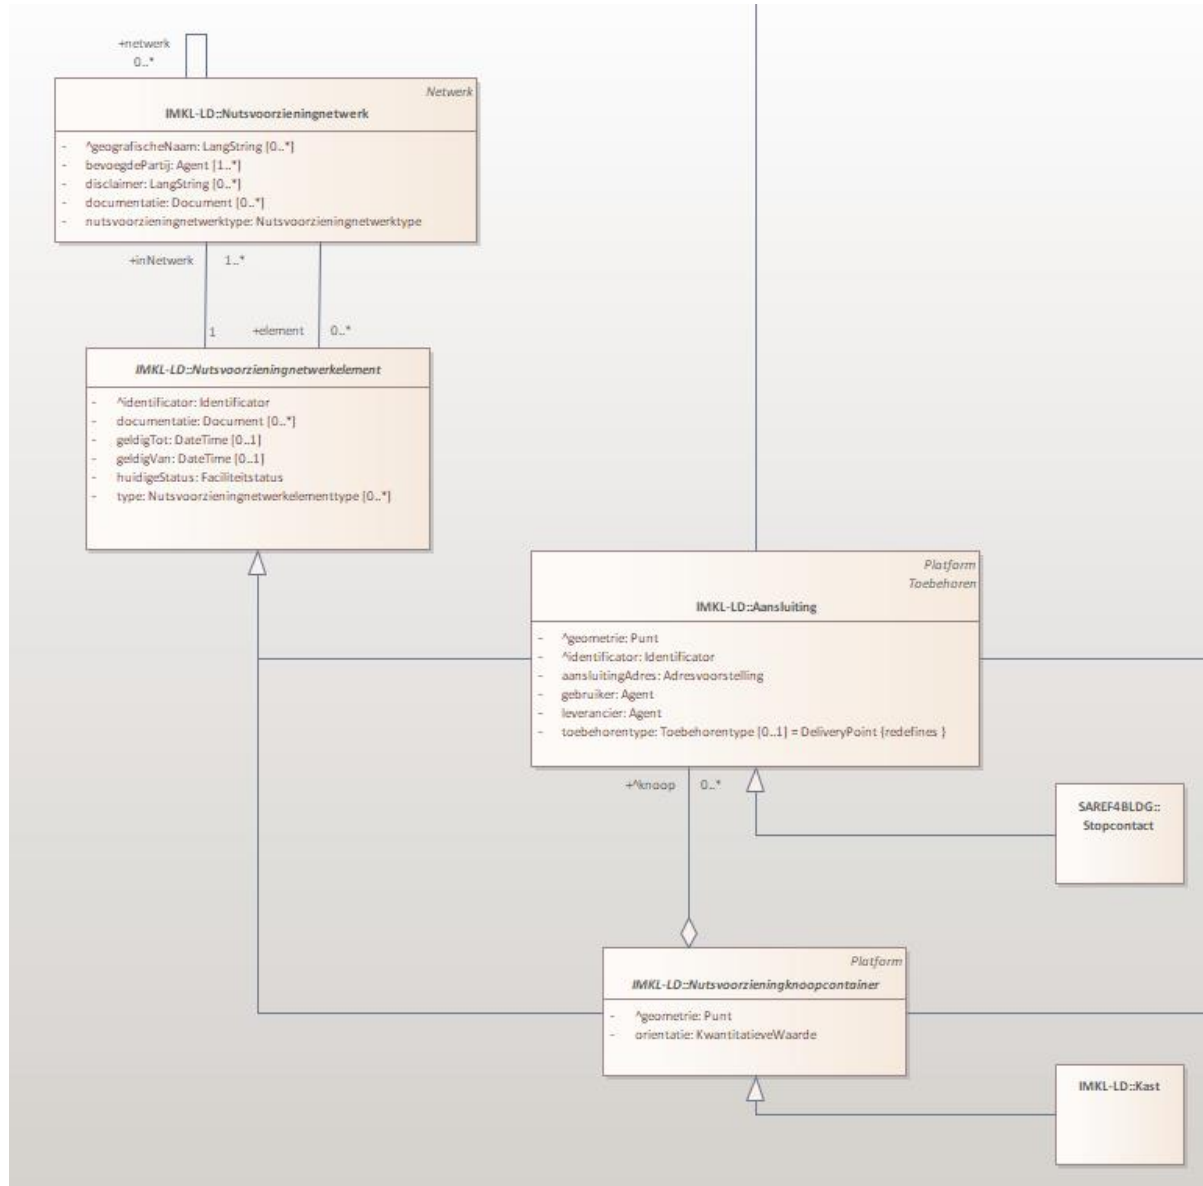 +netwerk
0..*
Netwerk
IMKL-LD::Nutsvoorzieningnetwerk
- ^geografischeNaam: LangString [0..*]
- bevoegdePartij: Agent [1..*]
- disclaimer: LangString [0..*]
- documentatie: Document [0..*]
- nutsvoorzieningnetwerktype: Nutsvoorzieningnetwerktype
+inNetwerk 1..*
1 +element 0..*
IMKL-LD::Nutsvoorzieningnetwerkelement
- ^identificator: Identificator
- documentatie: Document [0..*]
- geldigTot: DateTime [0..1]
- geldigVan: DateTime [0..1]
- huidigeStatus: Faciliteitstatus
- type: Nutsvoorzieningnetwerkelementtype [0..*]
Platform
Toebehoren
IMKL-LD::Aansluiting
- ^geometrie: Punt
- ^identificator: Identificator
- aansluitingAdres: Adresvoorstelling
- gebruiker: Agent
- leverancier: Agent
- toebehorentype: Toebehorentype [0..1] = DeliveryPoint {redefines }
+^knoop 0..*
SAREF4BLDG::
Stopcontact
Platform
IMKL-LD::Nutsvoorzieningknoopcontainer
- ^geometrie: Punt
- orientatie: KwantitatieveWaarde
IMKL-LD::Kast